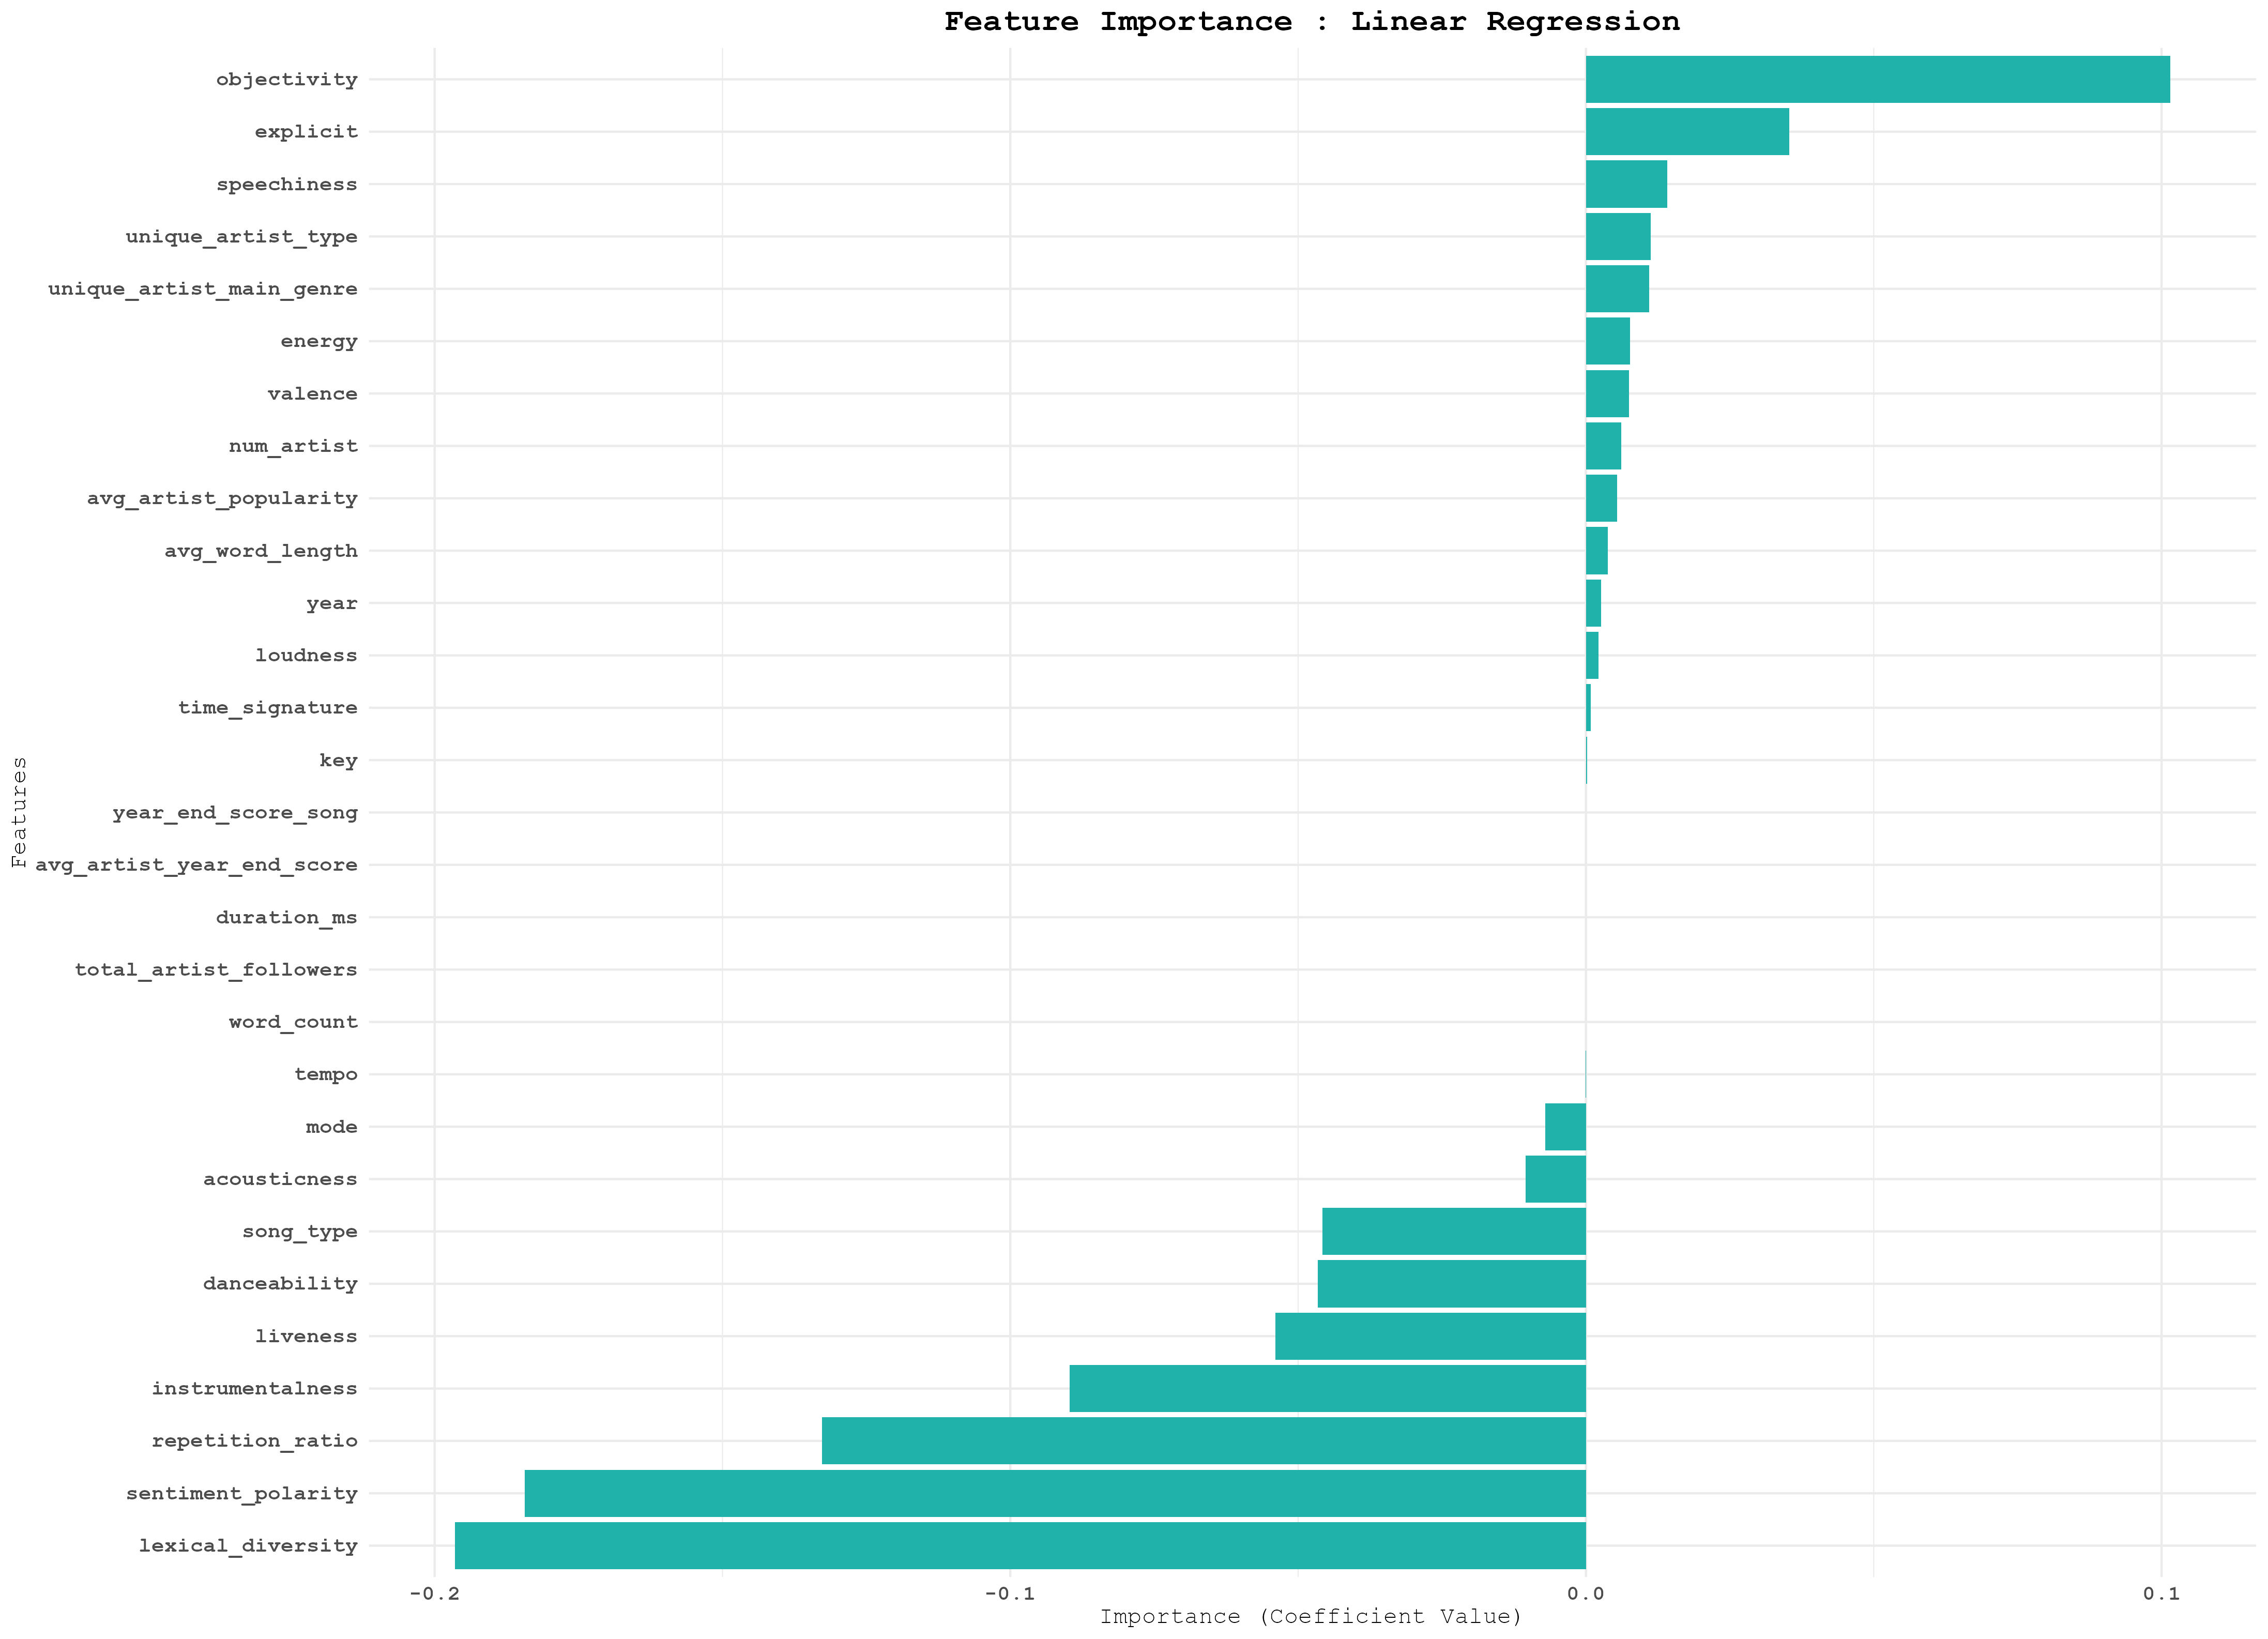 Feature Importance : Linear Regression
objectivity
explicit
speechiness
unique_artist_type
unique_artist_main_genre
energy
valence
num_artist
avg_artist_popularity
avg_word_length
year
loudness
time_signature
key
year_end_score_song
avg_artist_year_end_score
duration_ms
total_artist_followers
word_count
tempo
mode
acousticness
song_type
danceability
liveness
instrumentalness
repetition_ratio
sentiment_polarity
lexical_diversity
Features
-0.2 -0.1 0.0 0.1
Importance (Coefficient Value)